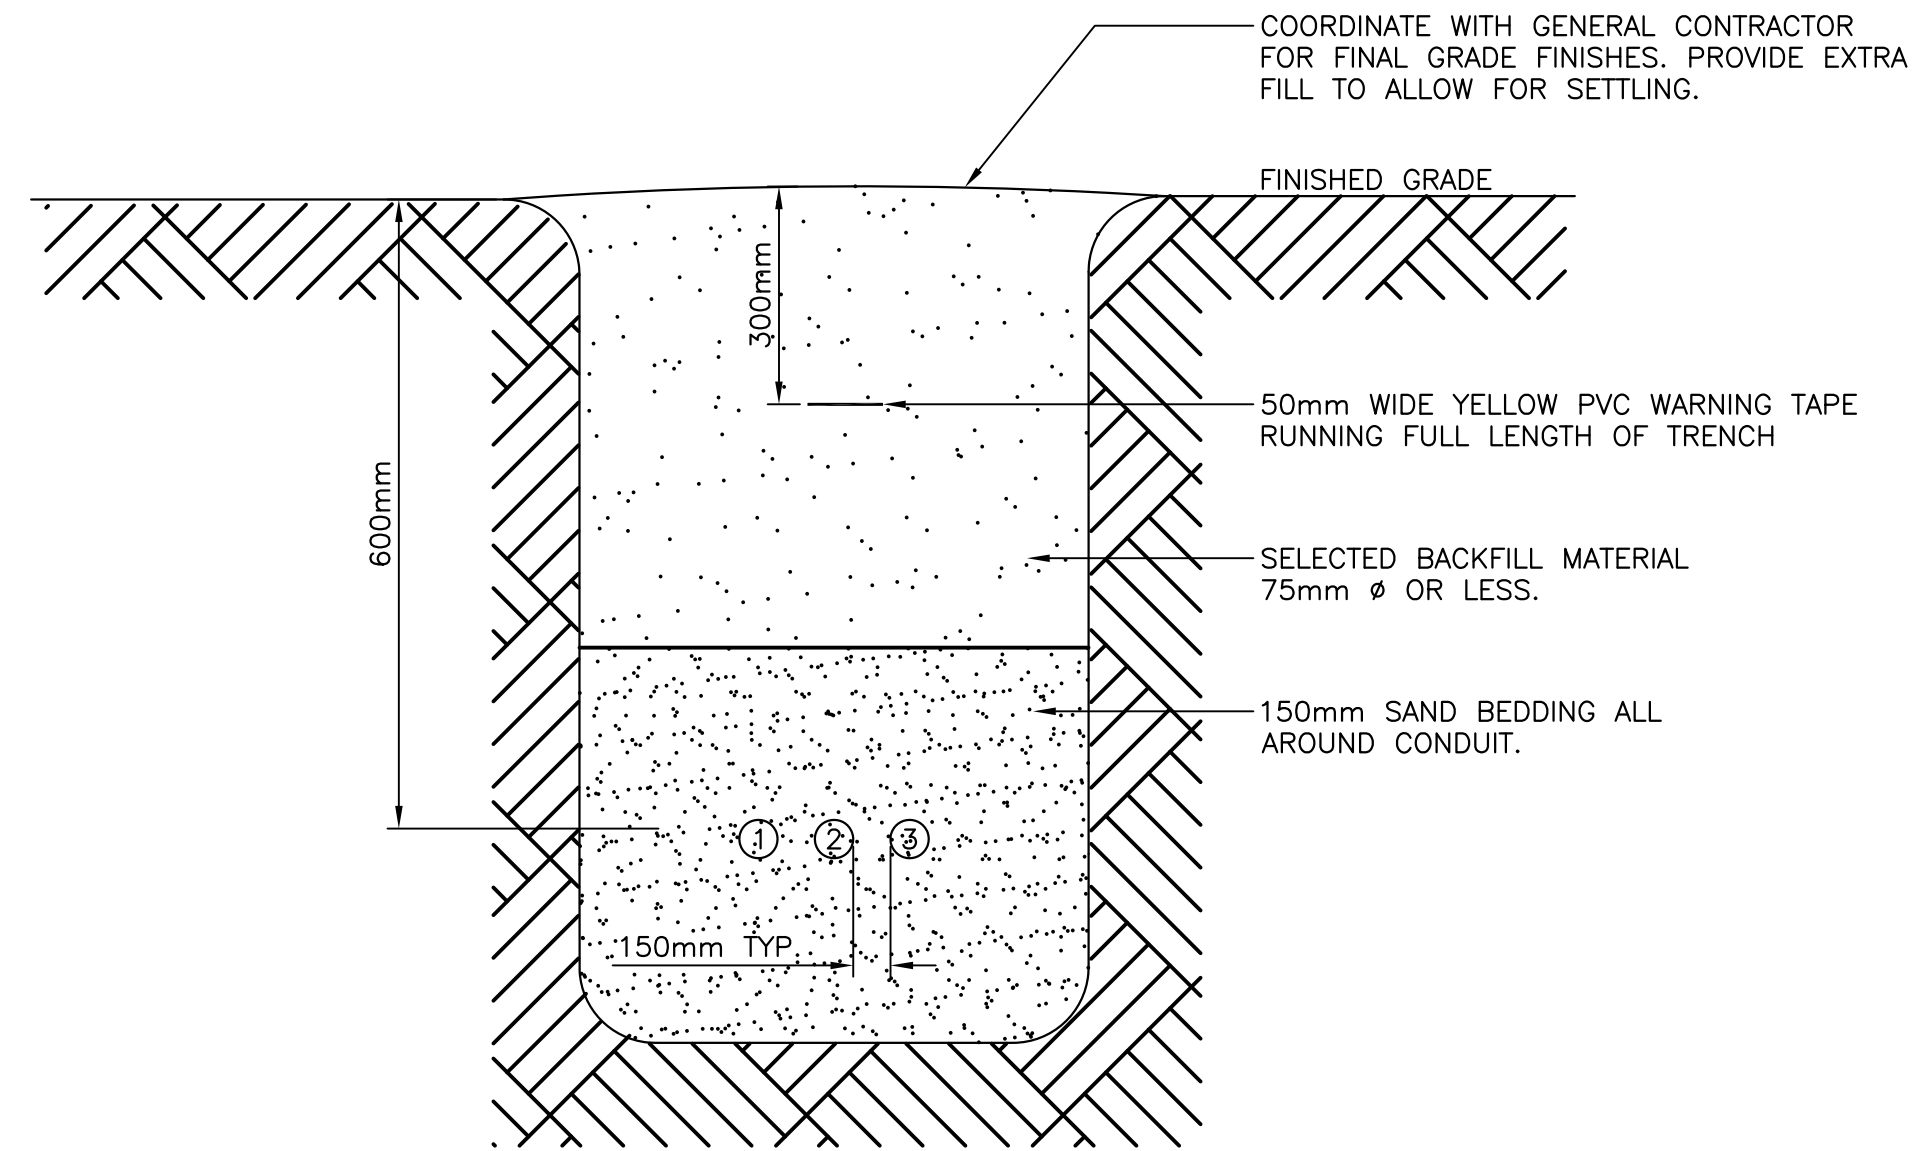 COORDINATE WITH GENERAL CONTRACTOR
FOR FINAL GRADE FINISHES. PROVIDE EXTRA
FILL TO ALLOW FOR SETTLING.
FINISHED GRADE
300mm
50mm WIDE YELLOW PVC WARNING TAPE
RUNNING FULL LENGTH OF TRENCH
600mm
SELECTED BACKFILL MATERIAL
75mm ø OR LESS.
150mm SAND BEDDING ALL
AROUND CONDUIT.
1 2 3
150mm TYP